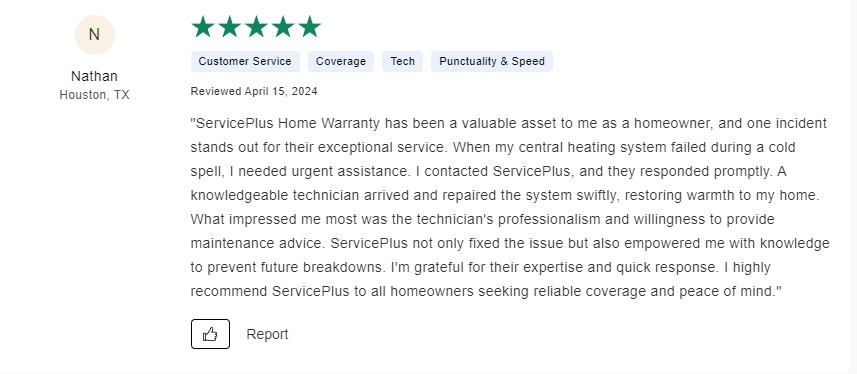 N
Nathan
Houston, TX
Customer Service Coverage Tech Punctuality & Speed
Reviewed April 15, 2024
"ServicePlus Home Warranty has been a valuable asset to me as a homeowner, and one incident
stands out for their exceptional service. When my central heating system failed during a cold
spell, I needed urgent assistance. I contacted ServicePlus, and they responded promptly. A
knowledgeable technician arrived and repaired the system swiftly, restoring warmth to my home.
What impressed me most was the technician's professionalism and willingness to provide
maintenance advice. ServicePlus not only fixed the issue but also empowered me with knowledge
to prevent future breakdowns. I'm grateful for their expertise and quick response. I highly
recommend ServicePlus to all homeowners seeking reliable coverage and peace of mind."
Report